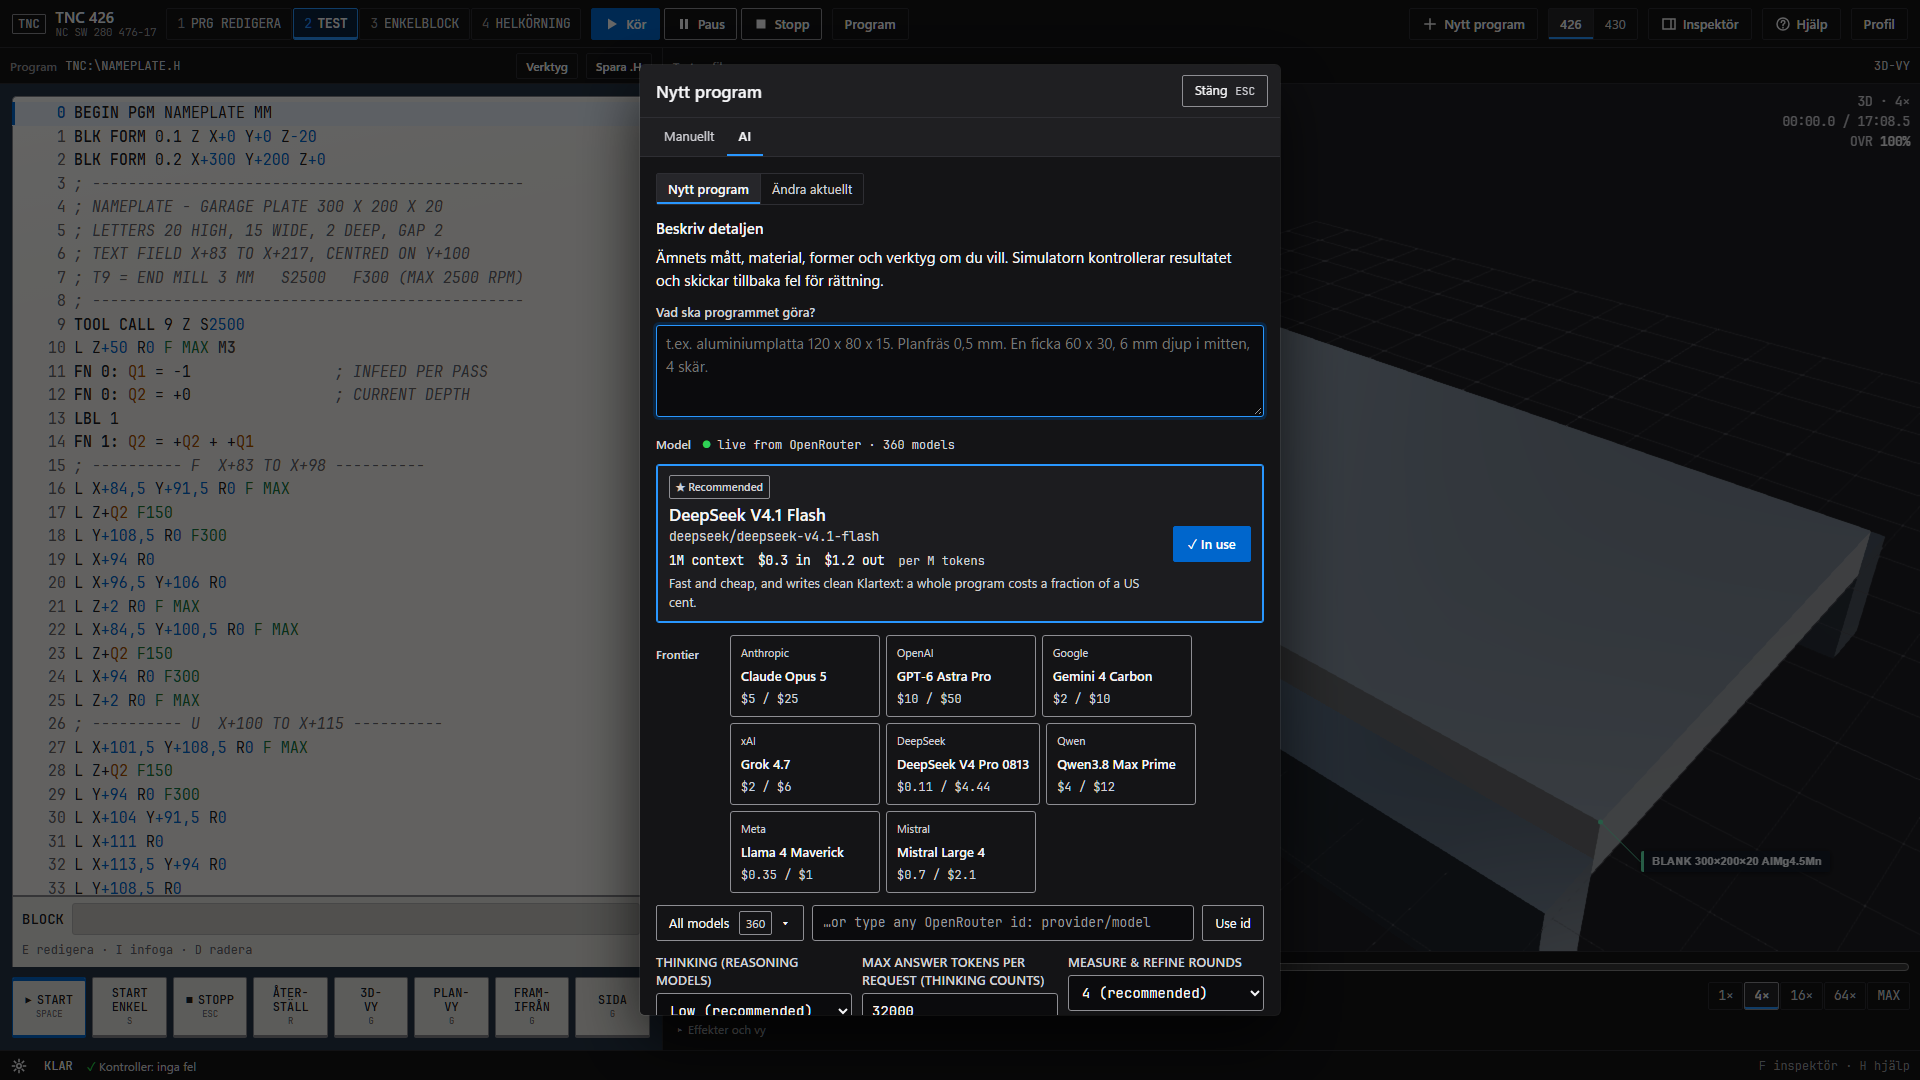 TNC
TNC 426
NC SW 280 476-17
1 PRG REDIGERA
2 TEST
3 ENKELBLOCK
4 HELKÖRNING
Kör
Paus
Stopp
Program
Nytt program
426
430
Inspektör
Hjälp
Profil
Program TNC:\NAMEPLATE.H
Verktyg
Spara .H
3D-VY
0 BEGIN PGM NAMEPLATE MM
1 BLK FORM 0.1 Z X+0 Y+0 Z-20
2 BLK FORM 0.2 X+300 Y+200 Z+0
3 ; ------------------------------------------------
4 ; NAMEPLATE - GARAGE PLATE 300 X 200 X 20
5 ; LETTERS 20 HIGH, 15 WIDE, 2 DEEP, GAP 2
6 ; TEXT FIELD X+83 TO X+217, CENTRED ON Y+100
7 ; T9 = END MILL 3 MM   S2500   F300 (MAX 2500 RPM)
8 ; ------------------------------------------------
9 TOOL CALL 9 Z S2500
10 L Z+50 R0 F MAX M3
11 FN 0: Q1 = -1 ; INFEED PER PASS
12 FN 0: Q2 = +0 ; CURRENT DEPTH
13 LBL 1
14 FN 1: Q2 = +Q2 + +Q1
15 ; ---------- F  X+83 TO X+98 ----------
16 L X+84,5 Y+91,5 R0 F MAX
17 L Z+Q2 F150
18 L Y+108,5 R0 F300
19 L X+94 R0
20 L X+96,5 Y+106 R0
21 L Z+2 R0 F MAX
22 L X+84,5 Y+100,5 R0 F MAX
23 L Z+Q2 F150
24 L X+94 R0 F300
25 L Z+2 R0 F MAX
26 ; ---------- U  X+100 TO X+115 ----------
27 L X+101,5 Y+108,5 R0 F MAX
28 L Z+Q2 F150
29 L Y+94 R0 F300
30 L X+104 Y+91,5 R0
31 L X+111 R0
32 L X+113,5 Y+94 R0
33 L Y+108,5 R0
BLOCK
E redigera · I infoga · D radera
▸ START
SPACE
START ENKEL
S
■ STOPP
ESC
ÅTER-STÄLL
R
3D-VY
G
PLAN-VY
G
FRAM-IFRÅN
G
SIDA
G
KLAR
✓ Kontroller: inga fel
Nytt program
Stäng ESC
Manuellt
AI
Nytt program
Ändra aktuellt
Beskriv detaljen
Ämnets mått, material, former och verktyg om du vill. Simulatorn kontrollerar resultatet
och skickar tillbaka fel för rättning.
Vad ska programmet göra?
t.ex. aluminiumplatta 120 x 80 x 15. Planfräs 0,5 mm. En ficka 60 x 30, 6 mm djup i mitten,
4 skär.
Model ● live from OpenRouter · 360 models
★ Recommended
DeepSeek V4.1 Flash
deepseek/deepseek-v4.1-flash
1M context $0.3 in $1.2 out per M tokens
Fast and cheap, and writes clean Klartext: a whole program costs a fraction of a US
cent.
✓ In use
Frontier
Anthropic
Claude Opus 5
$5 / $25
OpenAI
GPT-6 Astra Pro
$10 / $50
Google
Gemini 4 Carbon
$2 / $10
xAI
Grok 4.7
$2 / $6
DeepSeek
DeepSeek V4 Pro 0813
$0.11 / $4.44
Qwen
Qwen3.8 Max Prime
$4 / $12
Meta
Llama 4 Maverick
$0.35 / $1
Mistral
Mistral Large 4
$0.7 / $2.1
All models 360
…or type any OpenRouter id: provider/model
Use id
THINKING (REASONING
MODELS)
Low (recommended)
MAX ANSWER TOKENS PER
REQUEST (THINKING COUNTS)
32000
MEASURE & REFINE ROUNDS
4 (recommended)
3D · 4×
00:00.0 / 17:08.5
OVR 100%
BLANK 300×200×20 AlMg4.5Mn
1×
4×
16×
64×
MAX
▸ Effekter och vy
F inspektör · H hjälp